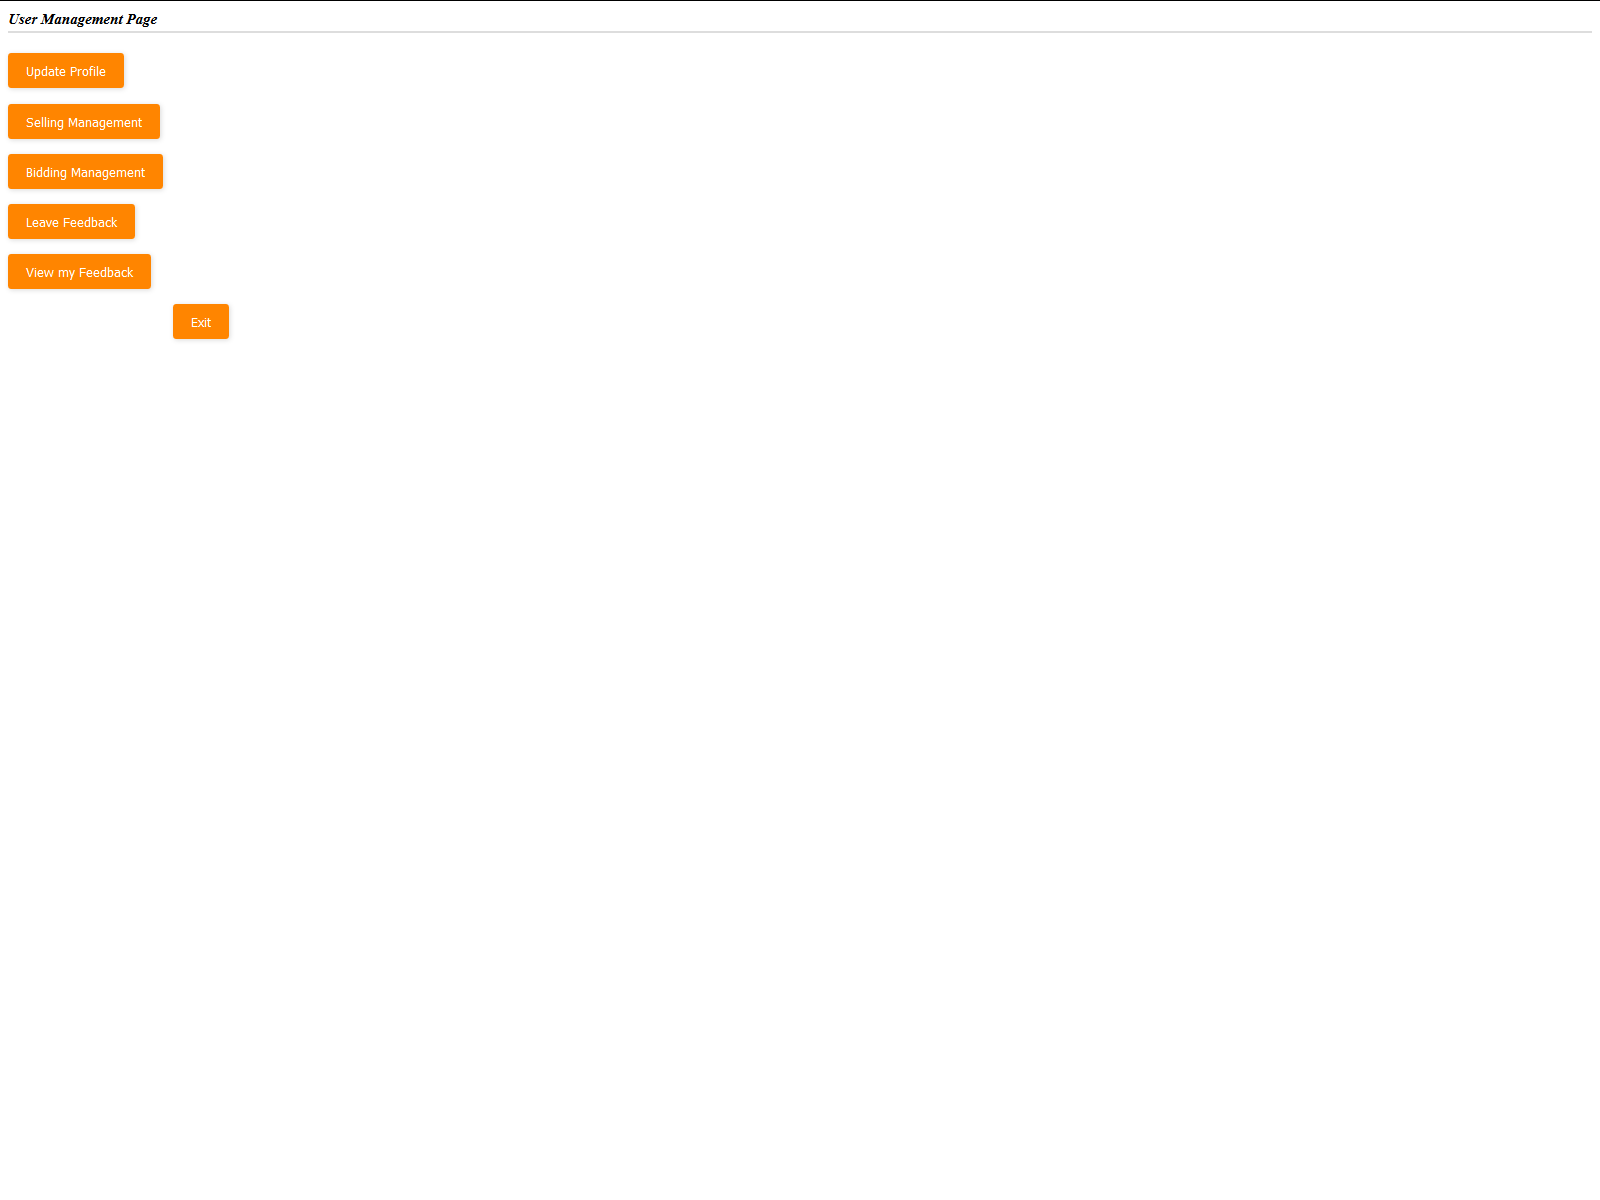 User Management Page
Update Profile
Selling Management
Bidding Management
Leave Feedback
View my Feedback
Exit